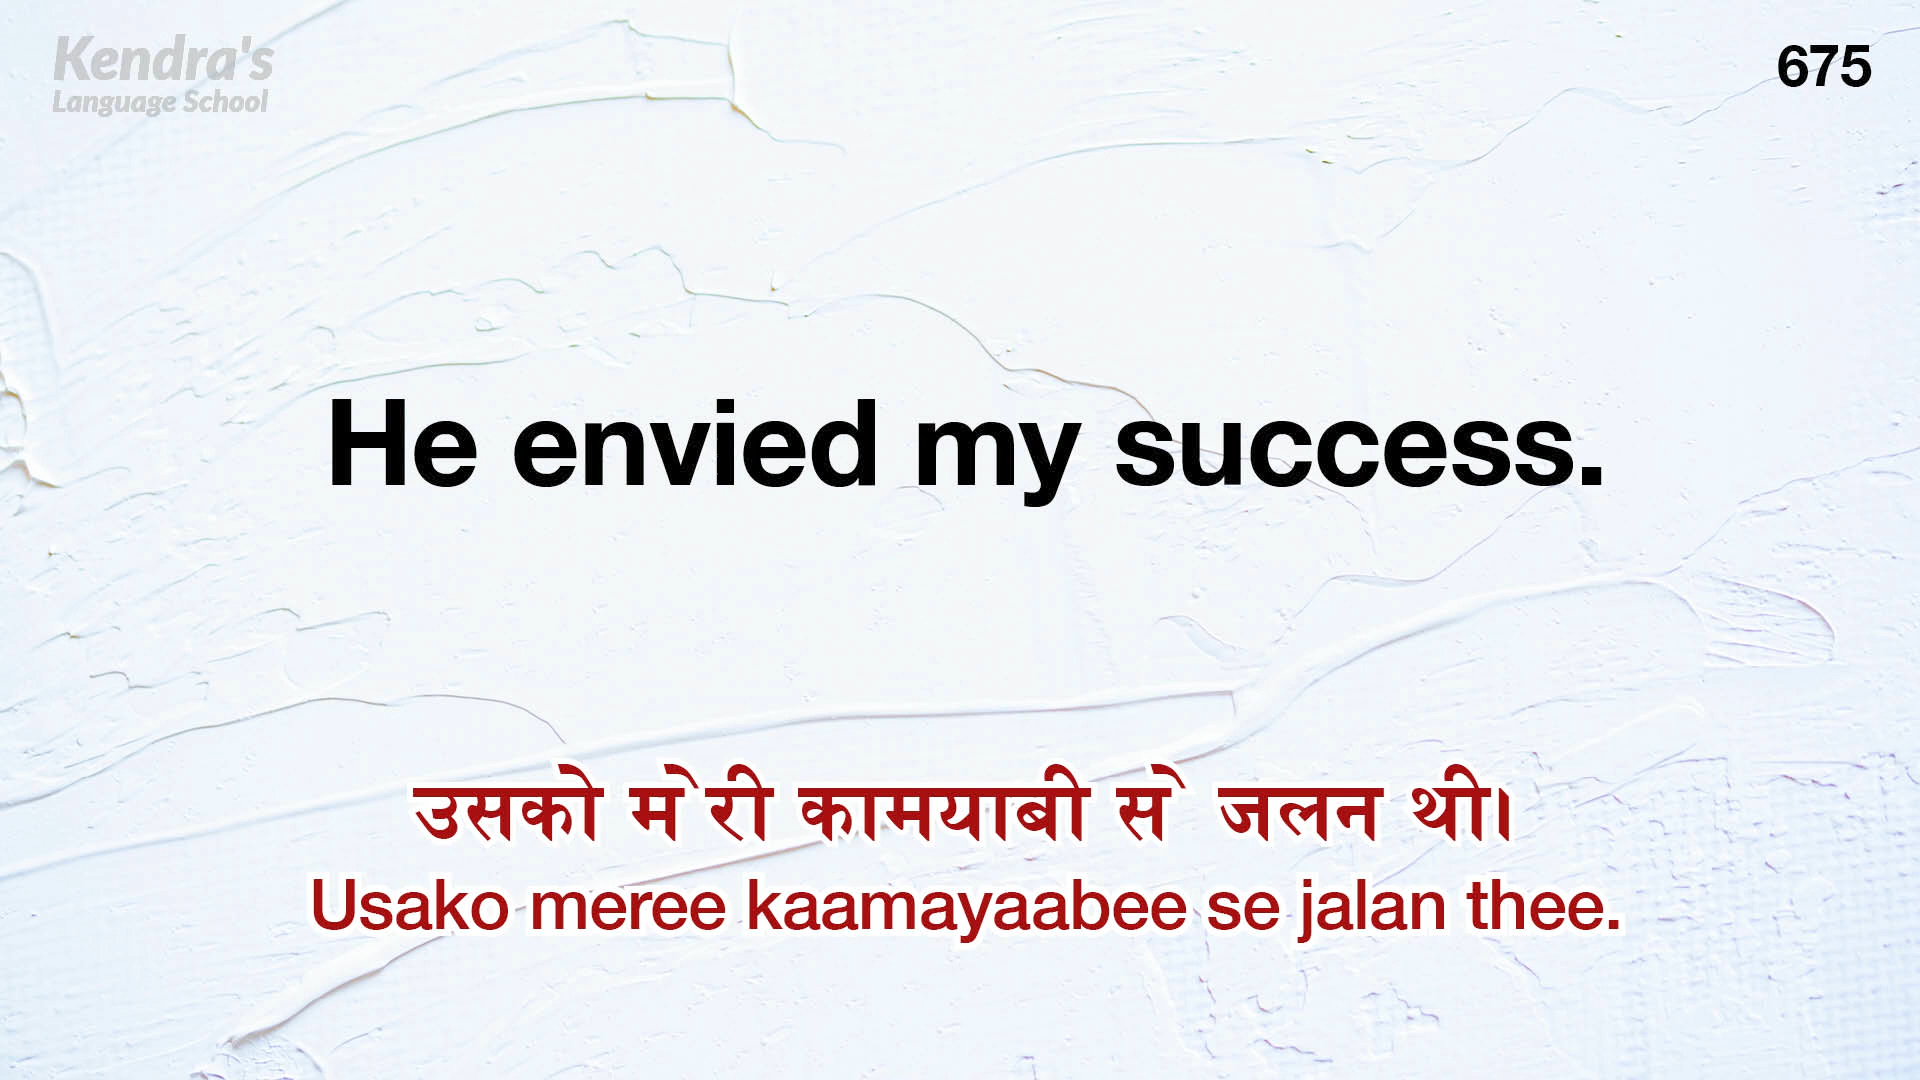 Kendra's
Language School
675
He envied my success.
उसको मेरी कामयाबी से जलन थी।
Usako meree kaamayaabee se jalan thee.